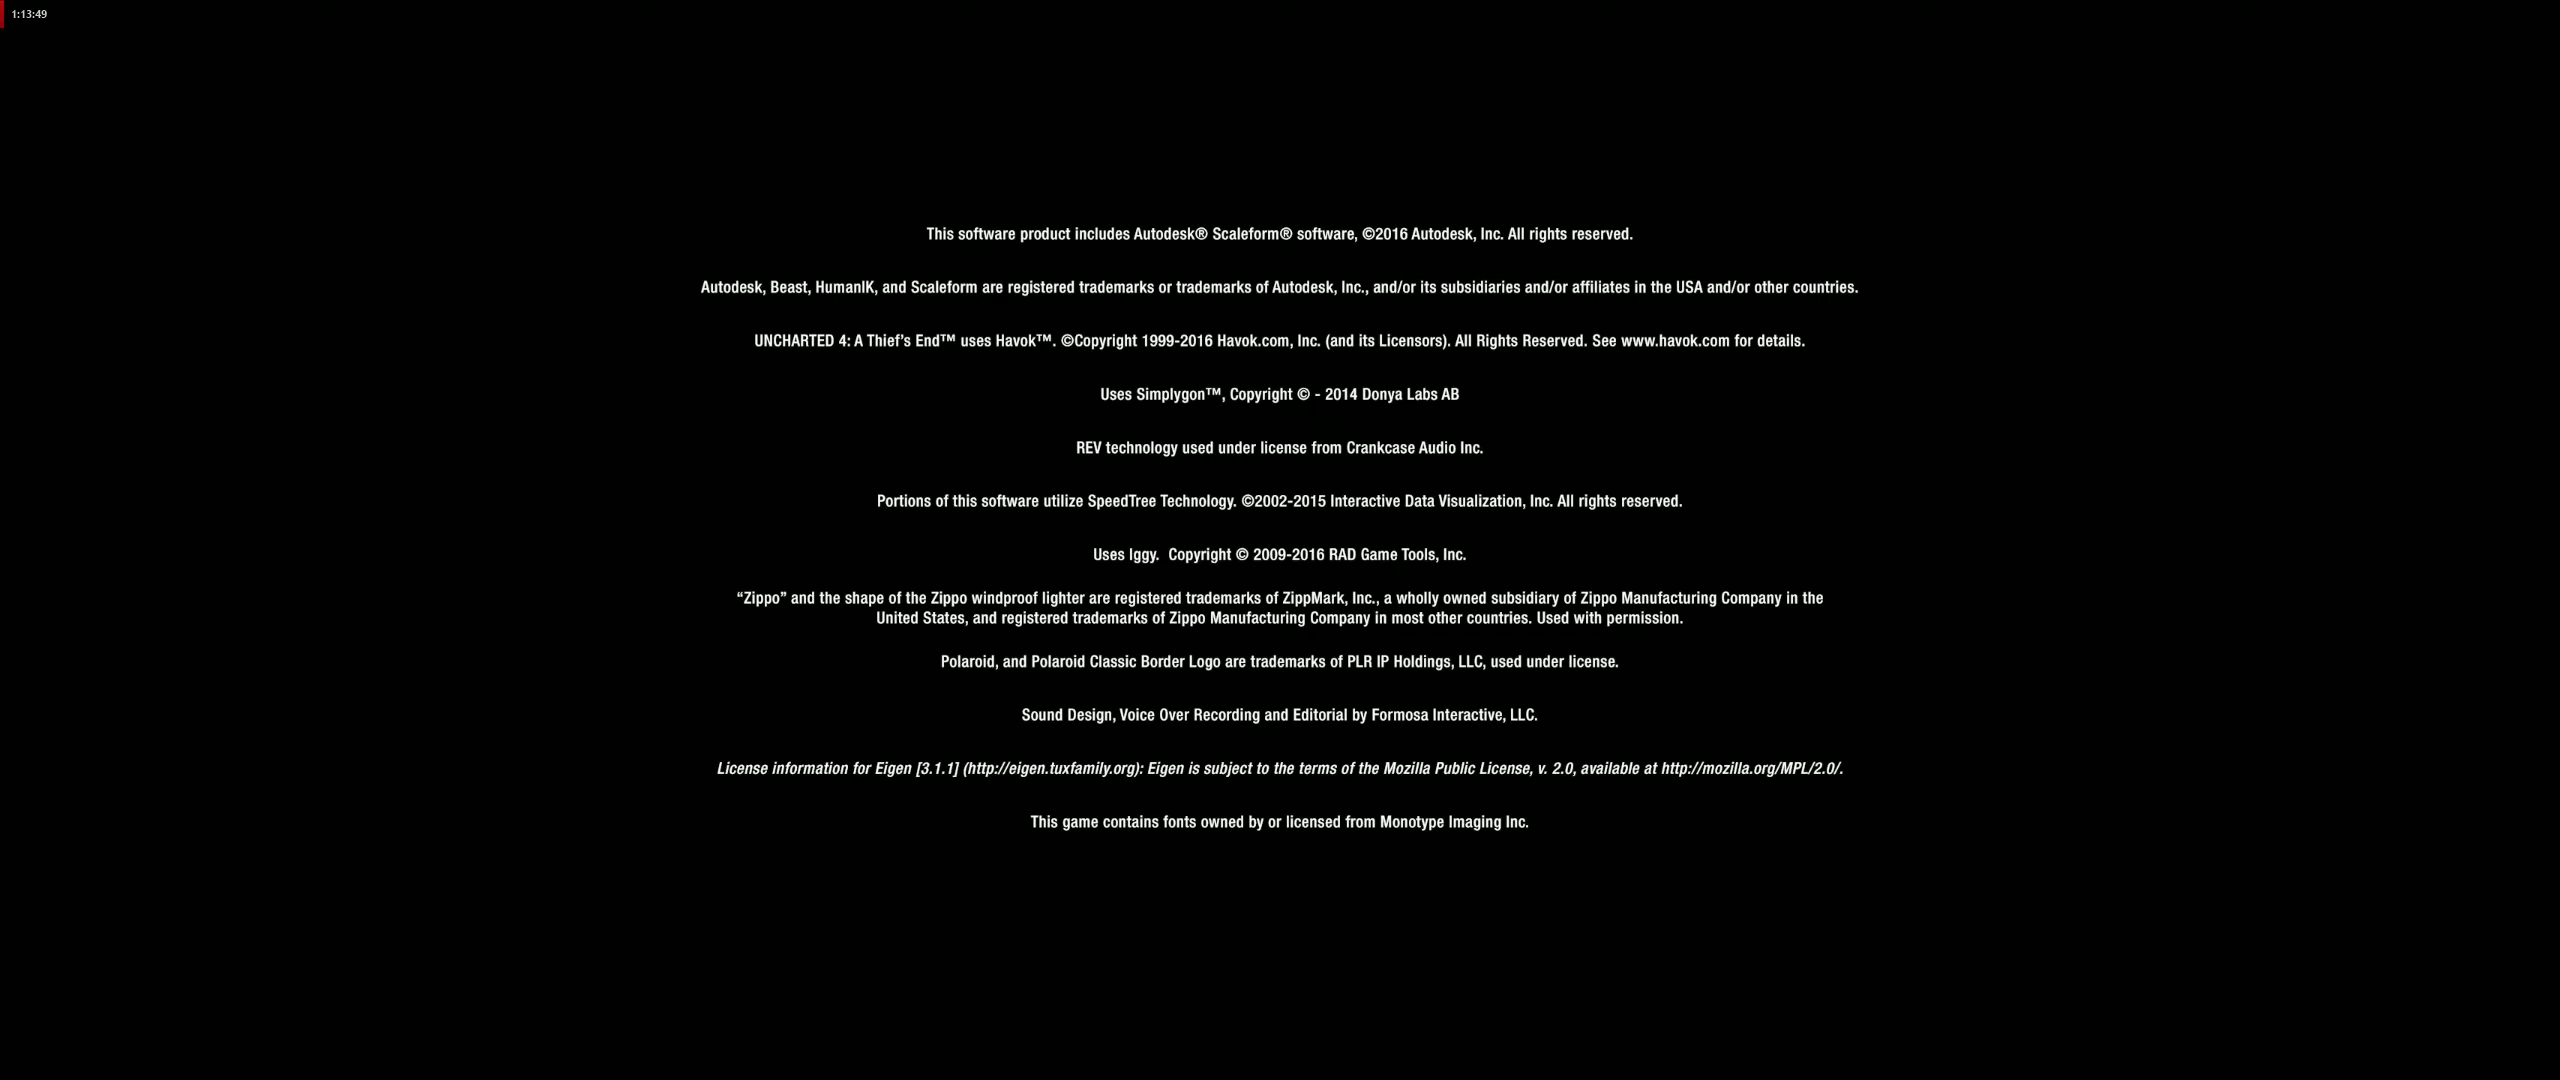 1:13:49
This software product includes Autodesk® Scaleform® software, ©2016 Autodesk, Inc. All rights reserved.
Autodesk, Beast, HumanIK, and Scaleform are registered trademarks or trademarks of Autodesk, Inc., and/or its subsidiaries and/or affiliates in the USA and/or other countries.
UNCHARTED 4: A Thief’s End™ uses Havok™. ©Copyright 1999-2016 Havok.com, Inc. (and its Licensors). All Rights Reserved. See www.havok.com for details.
Uses Simplygon™, Copyright © - 2014 Donya Labs AB
REV technology used under license from Crankcase Audio Inc.
Portions of this software utilize SpeedTree Technology. ©2002-2015 Interactive Data Visualization, Inc. All rights reserved.
Uses Iggy.  Copyright © 2009-2016 RAD Game Tools, Inc.
“Zippo” and the shape of the Zippo windproof lighter are registered trademarks of ZippMark, Inc., a wholly owned subsidiary of Zippo Manufacturing Company in the
United States, and registered trademarks of Zippo Manufacturing Company in most other countries. Used with permission.
Polaroid, and Polaroid Classic Border Logo are trademarks of PLR IP Holdings, LLC, used under license.
Sound Design, Voice Over Recording and Editorial by Formosa Interactive, LLC.
License information for Eigen [3.1.1] (http://eigen.tuxfamily.org): Eigen is subject to the terms of the Mozilla Public License, v. 2.0, available at http://mozilla.org/MPL/2.0/.
This game contains fonts owned by or licensed from Monotype Imaging Inc.